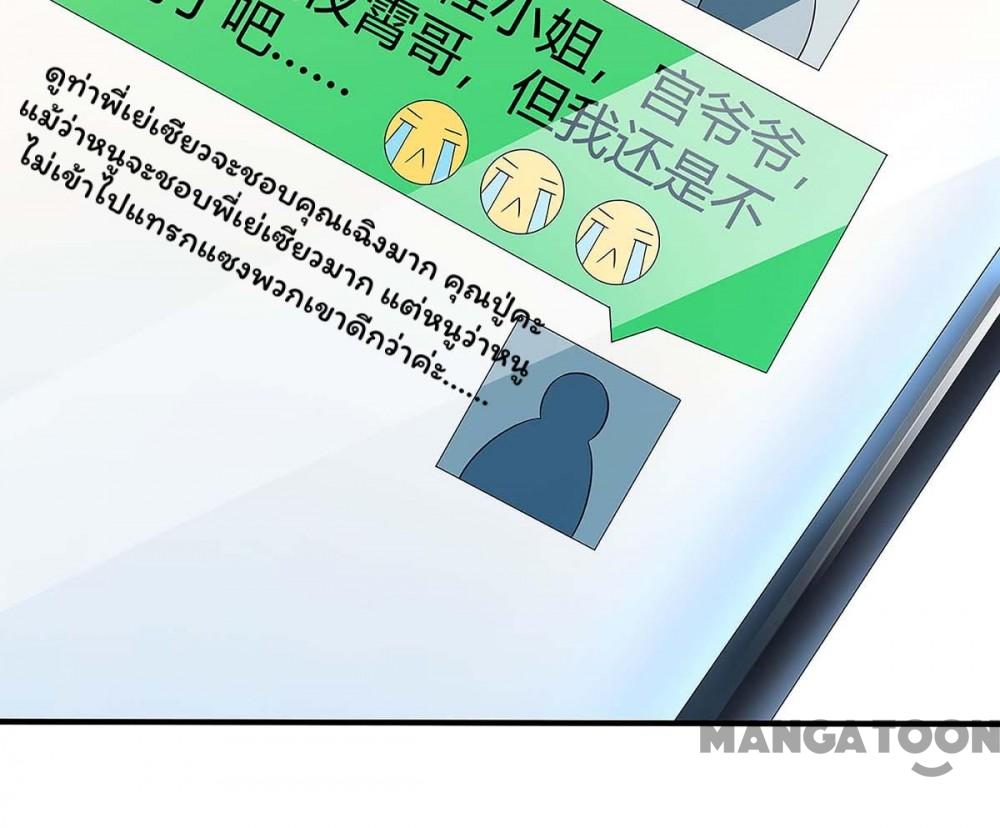 小姐，宫爷爷，
霄哥，但我还是不
了吧……
ดูท่าพี่เย่เซียวจะชอบคุณเฉิงมาก คุณปู่คะ
แม้ว่าหนูจะชอบพี่เย่เซียวมาก แต่หนูว่าหนู
ไม่เข้าไปแทรกแซงพวกเขาดีกว่าค่ะ......
MANGATOON